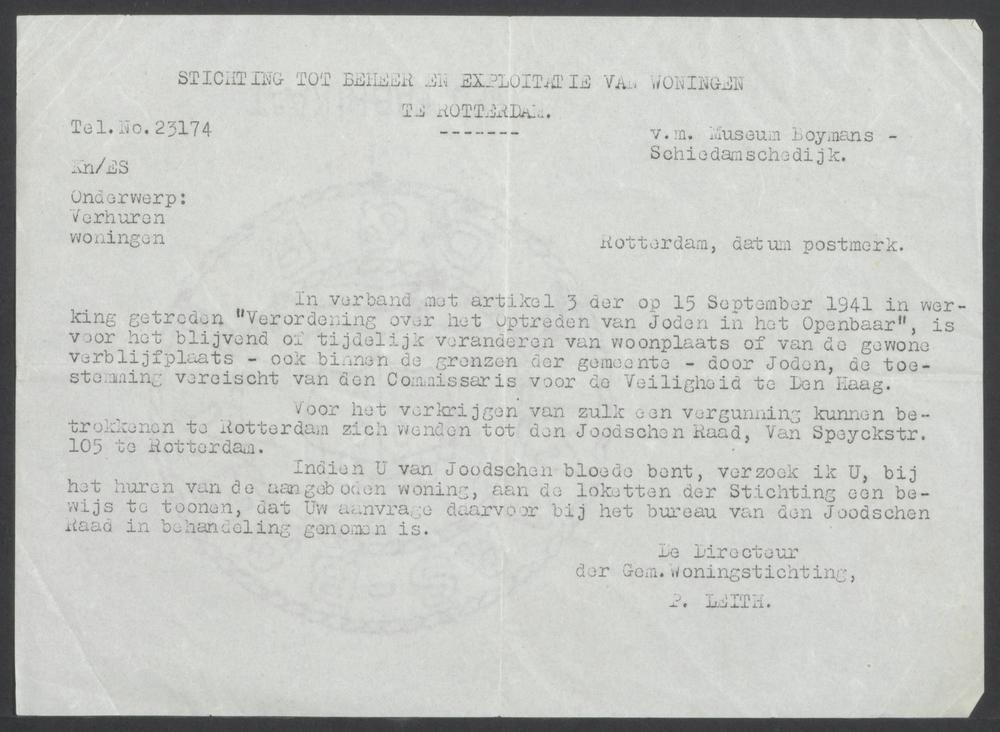 STICHTING TOT BEHEER EN EXPLOITATIE VAN WONINGEN
TE ROTTERDAM.
-------
Tel.No.23174
v.m. Museum Boymans -
Schiedamschedijk.
Kn/ES
Onderwerp:
Verhuren
woningen
Rotterdam, datum postmerk.
In verband met artikel 3 der op 15 September 1941 in wer-
king getreden "Verordening over het Optreden van Joden in het Openbaar", is
voor het blijvend of tijdelijk veranderen van woonplaats of van de gewone
verblijfplaats - ook binnen de grenzen der gemeente - door Joden, de toe-
stemming vereischt van den Commissaris voor de Veiligheid te Den Haag.
Voor het verkrijgen van zulk een vergunning kunnen be-
trokkenen te Rotterdam zich wenden tot den Joodschen Raad, Van Speyckstr.
105 te Rotterdam.
Indien U van Joodschen bloede bent, verzoek ik U, bij
het huren van de aangeboden woning, aan de loketten der Stichting een be-
wijs te toonen, dat Uw aanvrage daarvoor bij het bureau van den Joodschen
Raad in behandeling genomen is.
De Directeur
der Gem.Woningstichting,
P. LEITH.